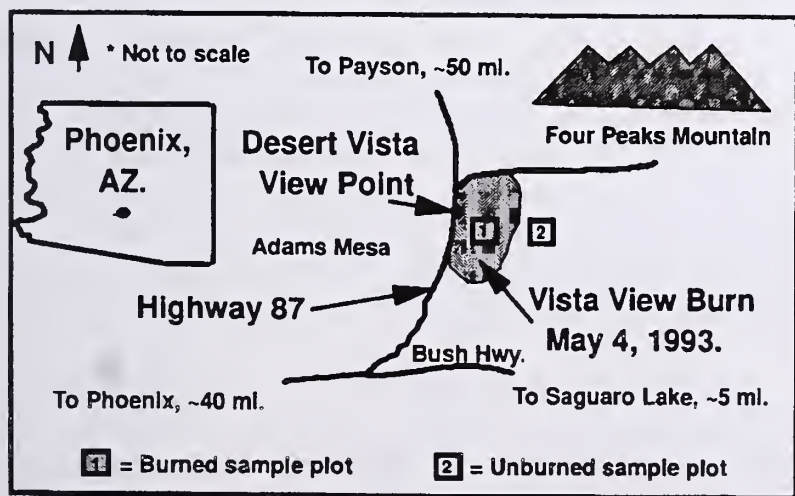 N * Not to scale
To Payson, ~50 mi.
Four Peaks Mountain
Phoenix,
AZ.
Desert Vista
View Point
1
2
Adams Mesa
Highway 87
Vista View Burn
May 4, 1993.
Bush Hwy.
To Phoenix, ~40 mi.
To Saguaro Lake, ~5 mi.
1 = Burned sample plot 2 = Unburned sample plot